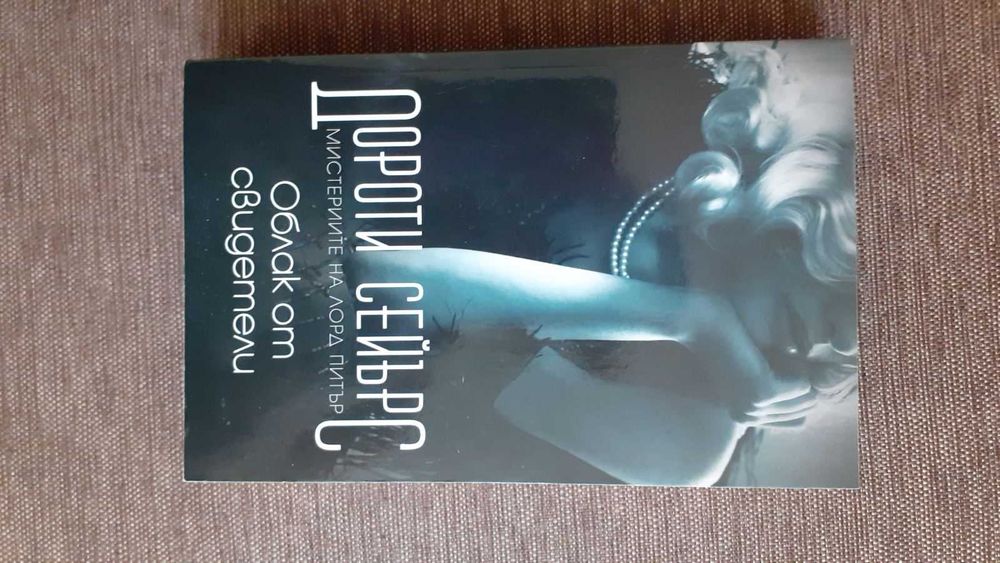 ДОРОТИ СЕЙЪРС
МИСТЕРИИТЕ НА ЛОРД ПИТЪР
Облак от
свидетели